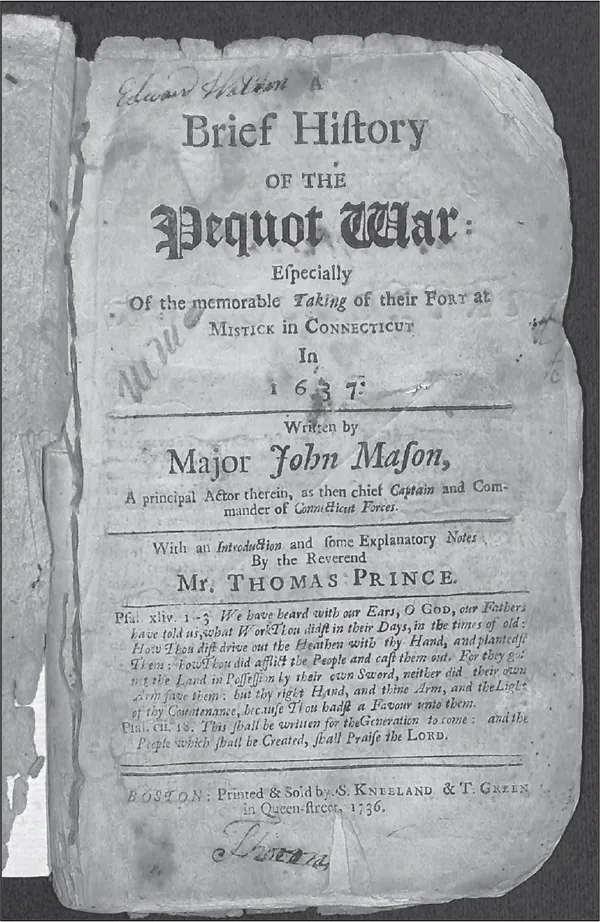 Edward
A
Brief Hiſtory
OF THE
Pequot War:
Eſpecially
Of the memorable Taking of their FORT at
MISTICK in CONNECTICUT
In
1637:
Written by
Major John Maſon,
A principal Actor therein, as then chief Captain and Com-
mander of Connecticut Forces.
With an Introduction and ſome Explanatory Notes
By the Reverend
Mr. THOMAS PRINCE.
Pſal. xliv. 1-3 We have heard with our Ears, O GOD, our Fathers
have told us, what Work Thou didſt in their Days, in the times of old:
How Thou diſt drive out the Heathen with thy Hand, and plantedſt
Them: how Thou did afflict the People and caſt them out. For they got
not the Land in Poſſeſſion by their own Sword, neither did their own
Arm ſave them: but thy right Hand, and thine Arm, and the Light
of thy Countenance, becauſe Thou hadſt a Favour unto them.
Pſal. cii. 18. This ſhall be written for the Generation to come: and the
People which ſhall be Created, ſhall Praiſe the LORD.
BOSTON: Printed & Sold by S. KNEELAND & T. GREEN
in Queen-ſtreet, 1736.